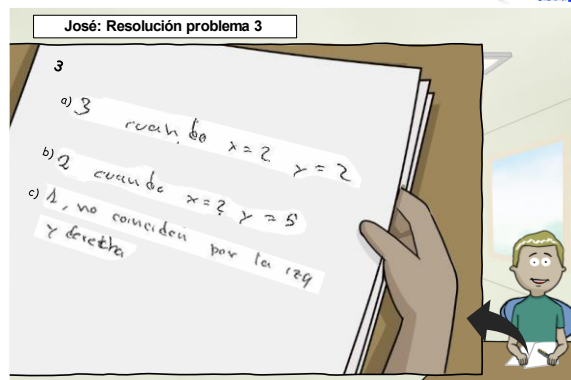 José: Resolución problema 3
3
a) 3 cuando x = 2 y = 2
b) 2 cuando x = ? y = 5
c) 1, no coinciden por la izq
y derecha